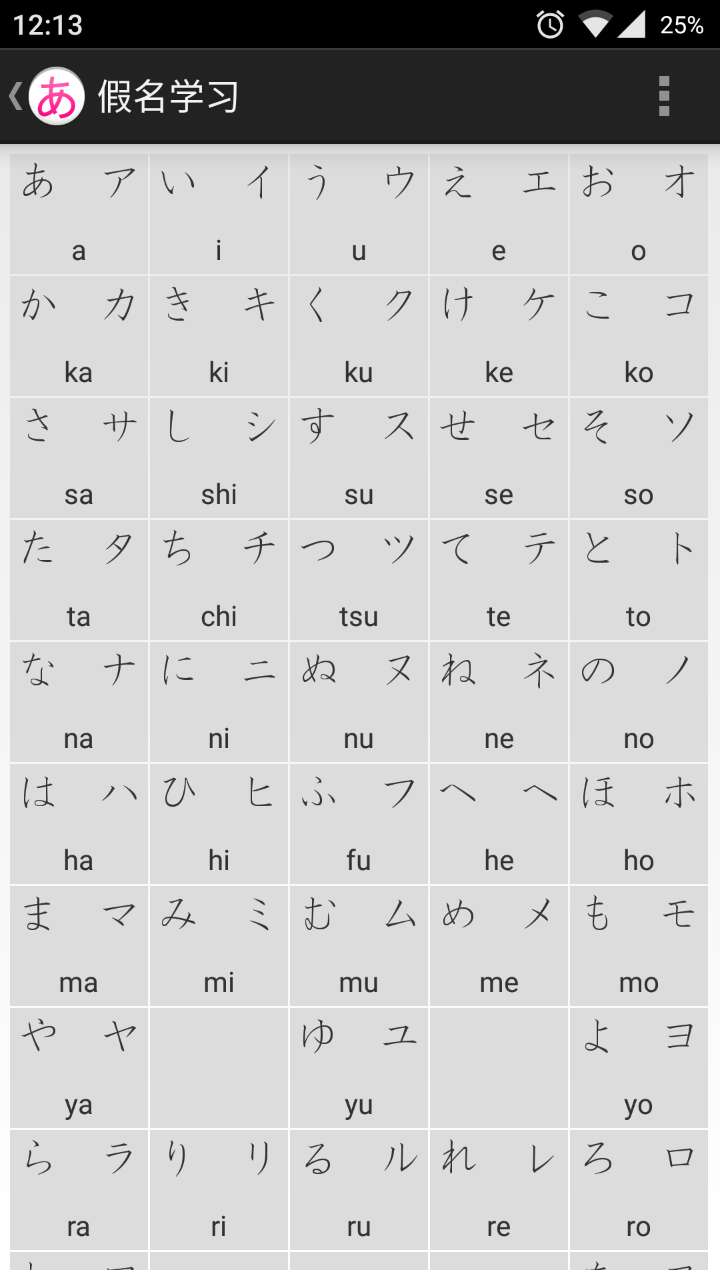 12:13 25%
あ 假名学习
あ ア い イ う ウ え エ お オ
a i u e o
か カ き キ く ク け ケ こ コ
ka ki ku ke ko
さ サ し シ す ス せ セ そ ソ
sa shi su se so
た タ ち チ つ ツ て テ と ト
ta chi tsu te to
な ナ に ニ ぬ ヌ ね ネ の ノ
na ni nu ne no
は ハ ひ ヒ ふ フ へ ヘ ほ ホ
ha hi fu he ho
ま マ み ミ む ム め メ も モ
ma mi mu me mo
や ヤ ゆ ユ よ ヨ
ya yu yo
ら ラ り リ る ル れ レ ろ ロ
ra ri ru re ro